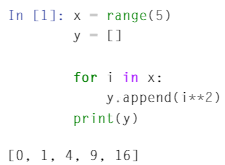 In [1]: x = range(5)
y = []
for i in x:
y.append(i**2)
print(y)
[0, 1, 4, 9, 16]